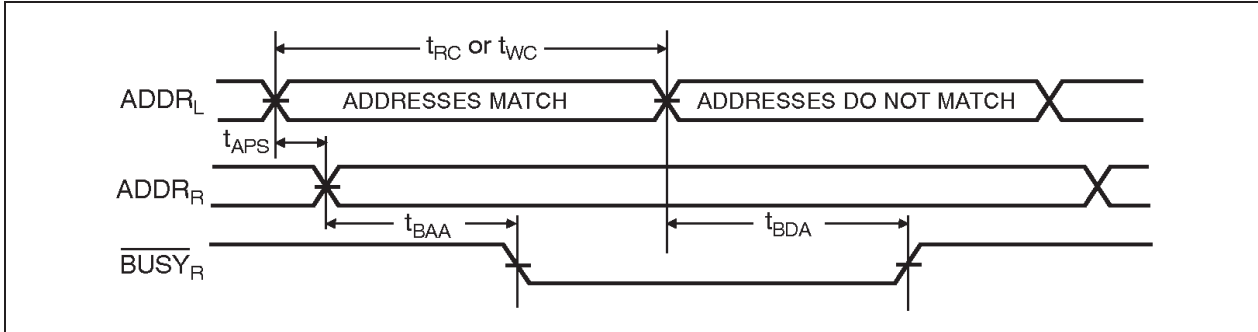 tRC or tWC
ADDRL ADDRESSES MATCH ADDRESSES DO NOT MATCH
tAPS
ADDRR
tBAA tBDA
BUSYR